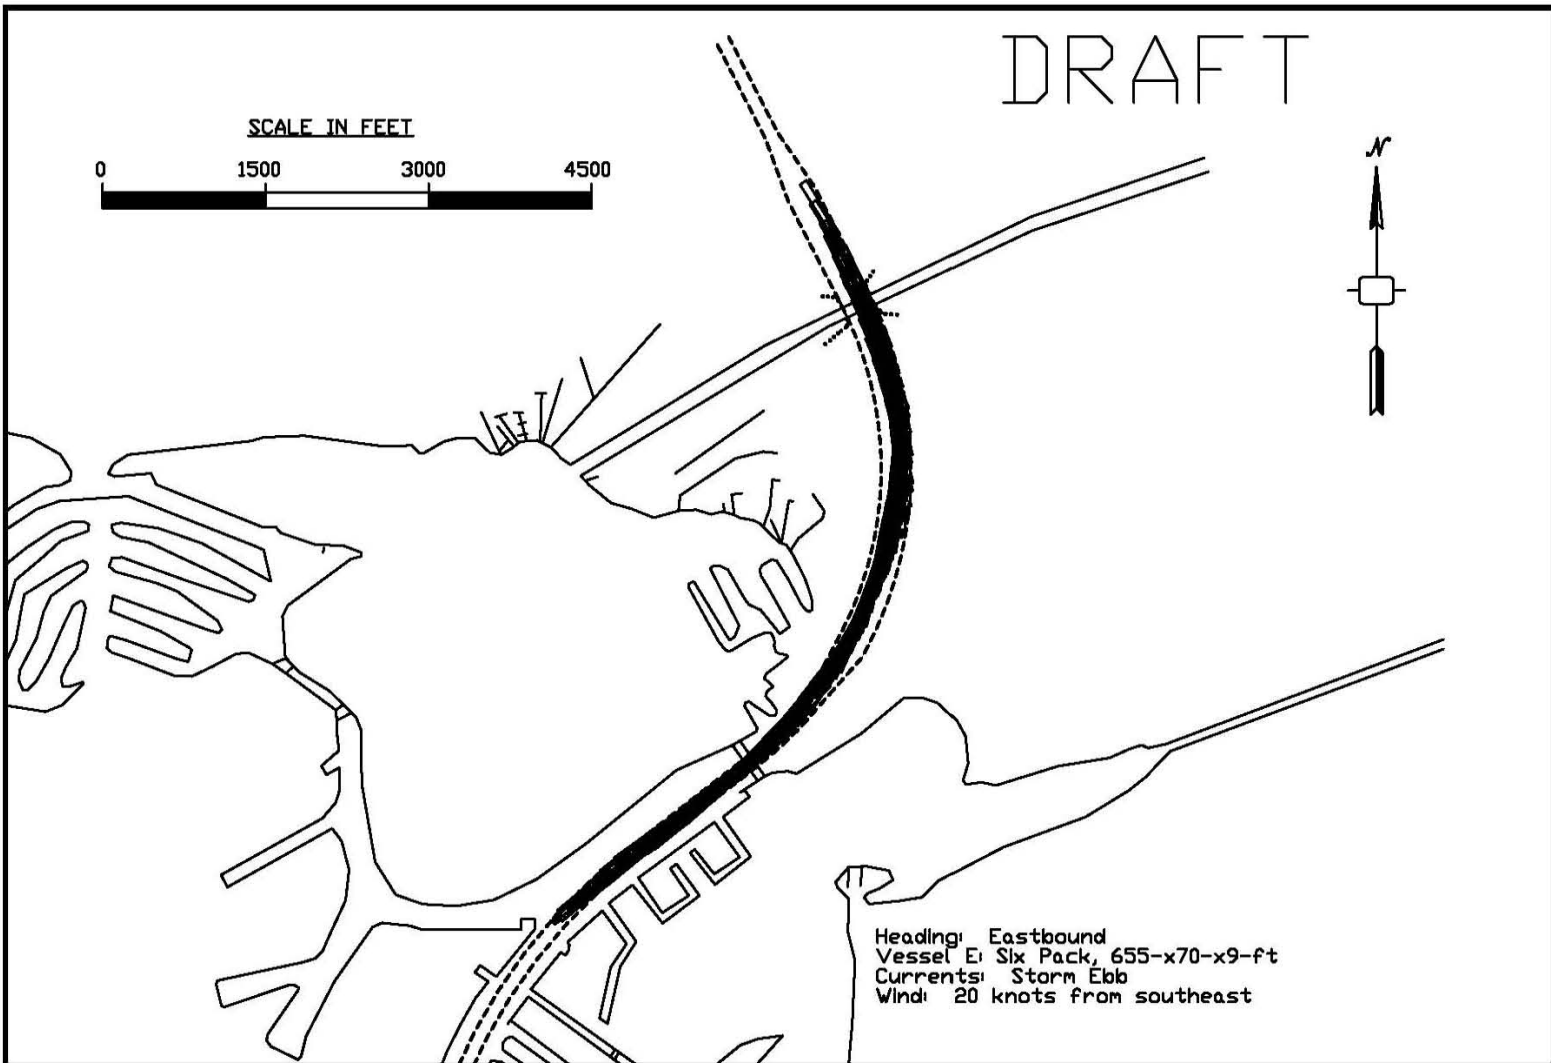 DRAFT
SCALE IN FEET
0 1500 3000 4500
N
Heading: Eastbound
Vessel E: Six Pack, 655-x70-x9-ft
Currents: Storm Ebb
Wind: 20 knots from southeast